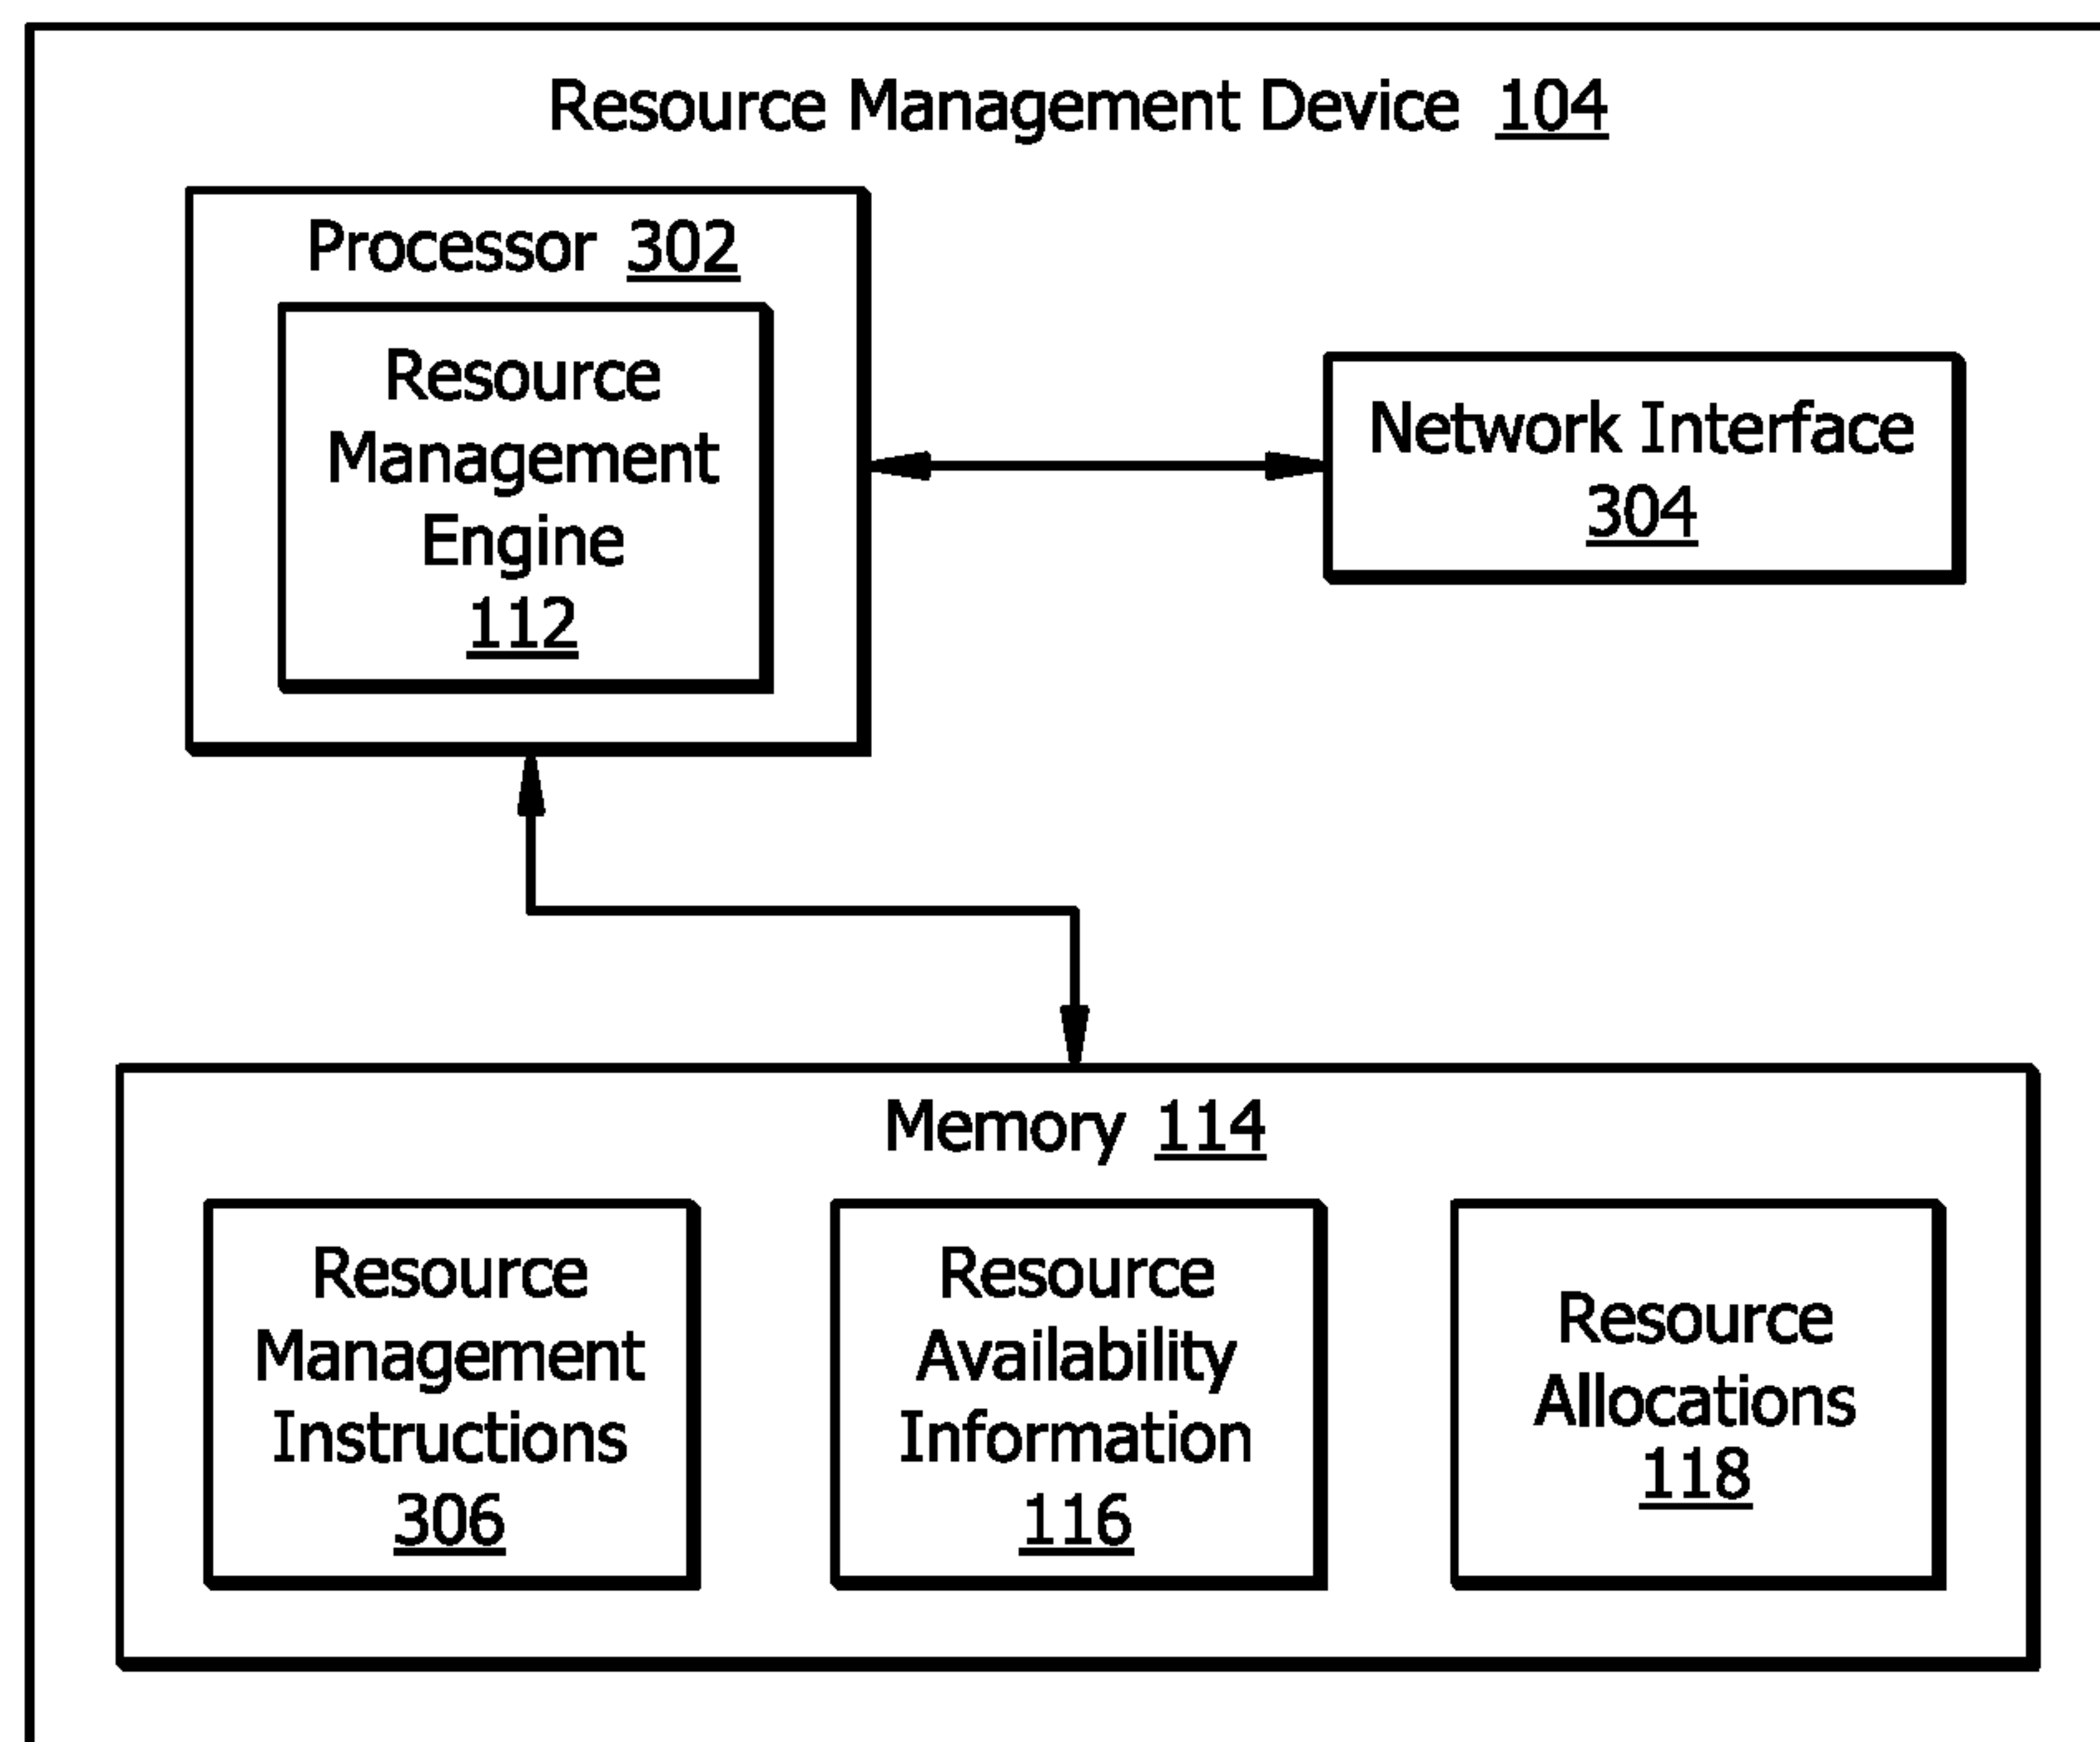 Resource Management Device 104
Processor 302
Resource
Management
Engine
112
Network Interface
304
Memory 114
Resource
Management
Instructions
306
Resource
Availability
Information
116
Resource
Allocations
118